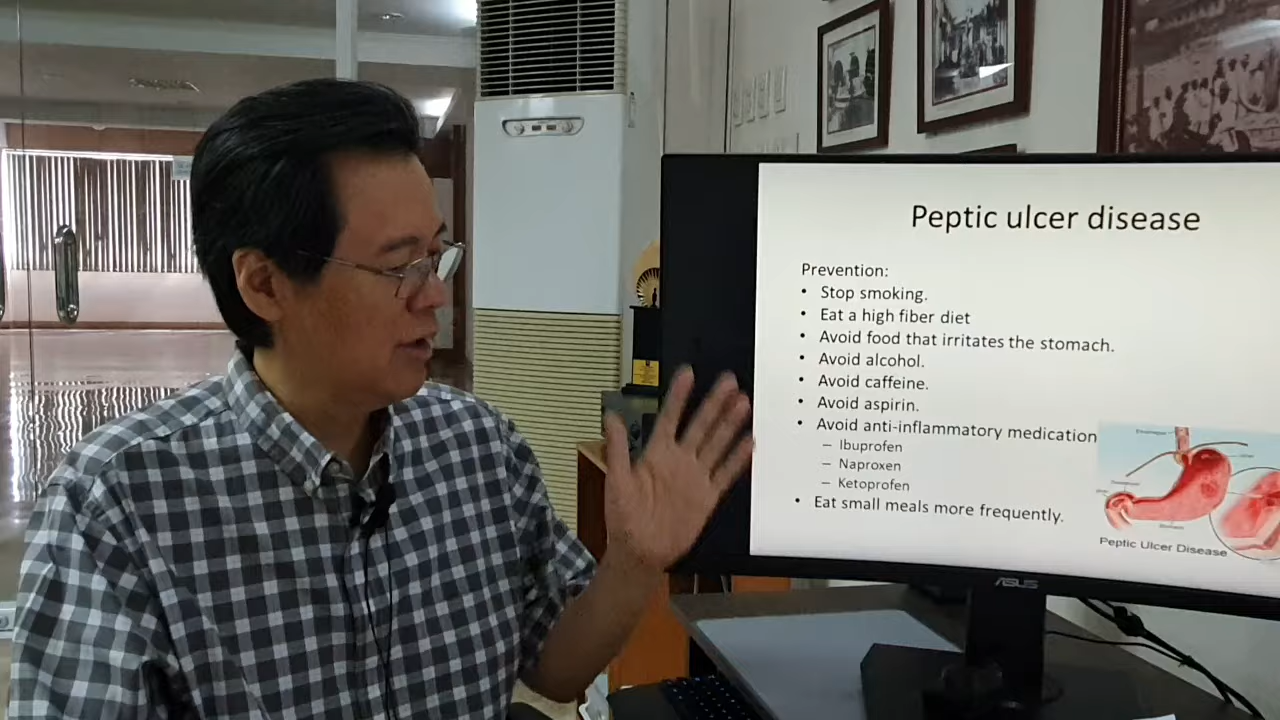 Peptic ulcer disease
Prevention:
• Stop smoking.
• Eat a high fiber diet
• Avoid food that irritates the stomach.
• Avoid alcohol.
• Avoid caffeine.
• Avoid aspirin.
• Avoid anti-inflammatory medication
– Ibuprofen
– Naproxen
– Ketoprofen
• Eat small meals more frequently.
Peptic Ulcer Disease
ASUS